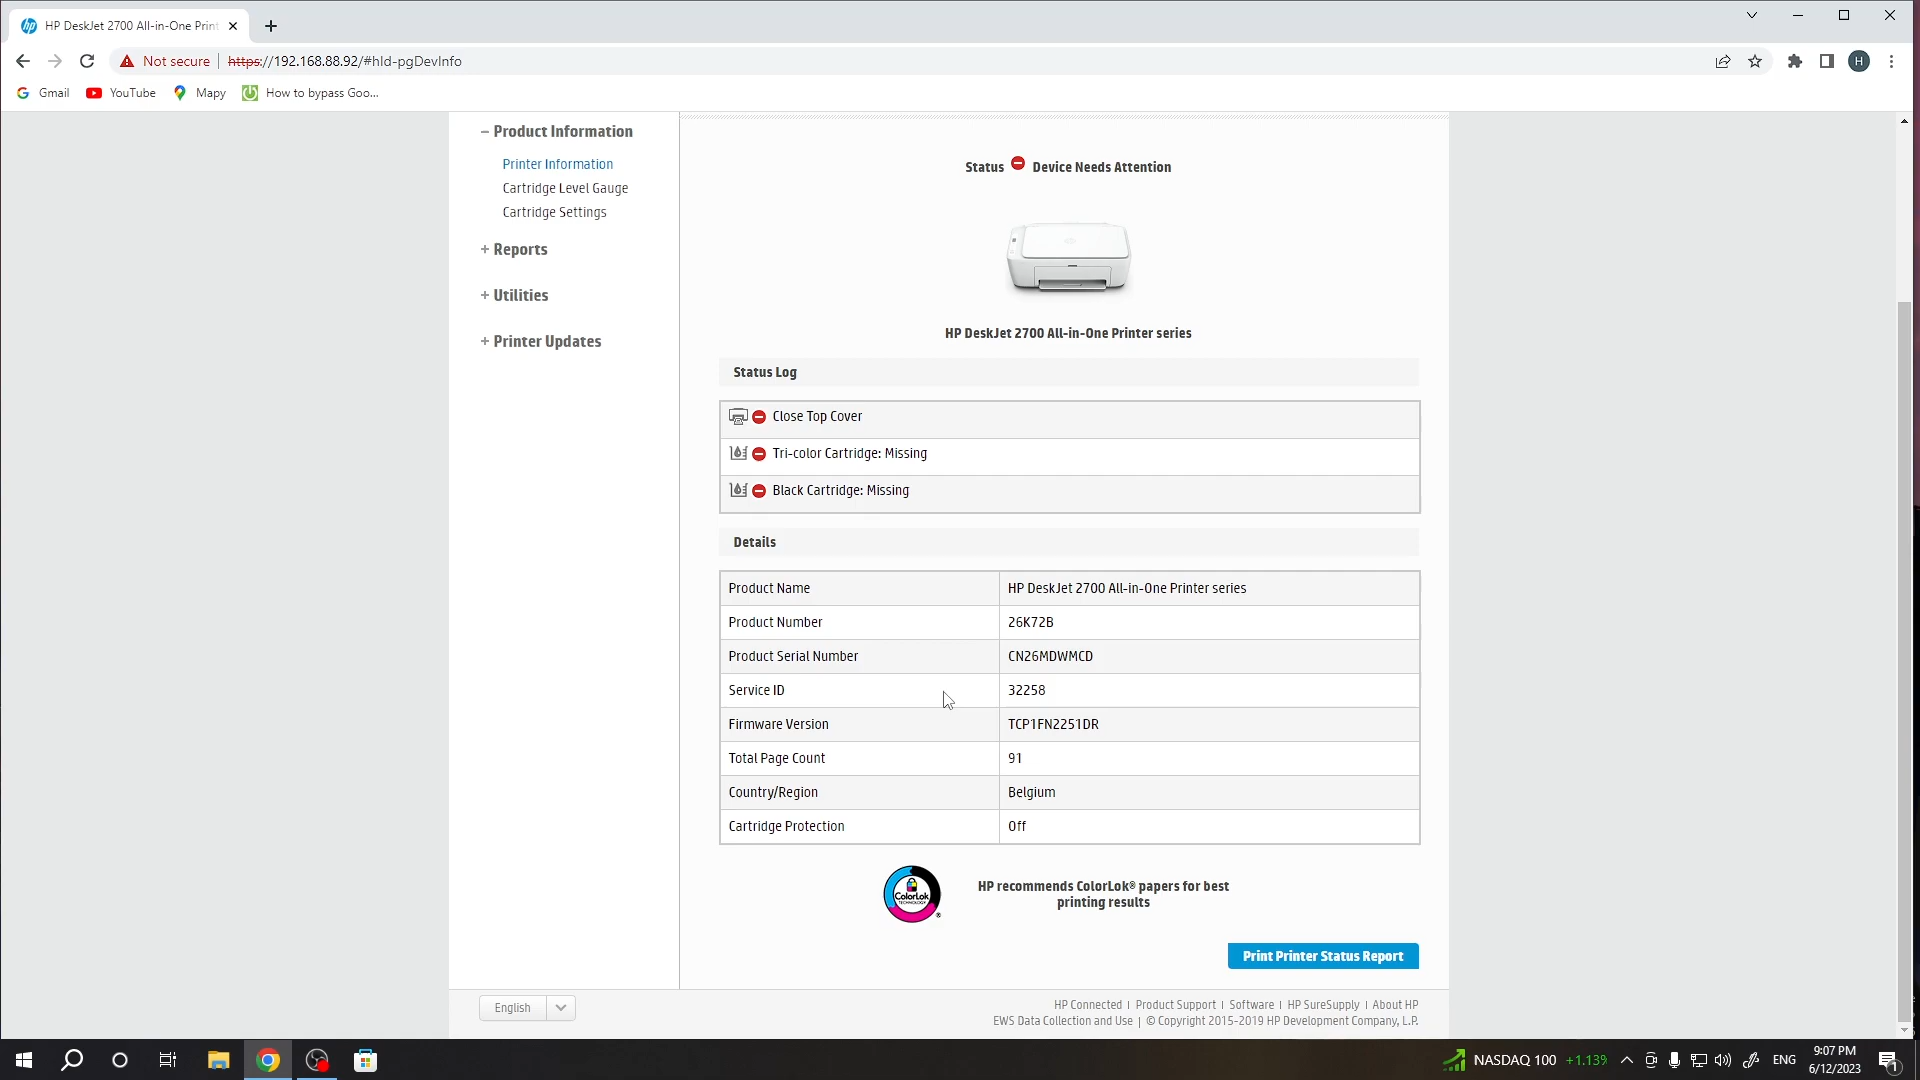 HP DeskJet 2700 All-in-One Print
Not secure
https://192.168.88.92/#hId-pgDevInfo
H
Gmail
YouTube
Mapy
How to bypass Goo...
− Product Information
Printer Information
Cartridge Level Gauge
Cartridge Settings
+ Reports
+ Utilities
+ Printer Updates
Status Device Needs Attention
HP DeskJet 2700 All-in-One Printer series
Status Log
Close Top Cover
Tri-color Cartridge: Missing
Black Cartridge: Missing
Details
Product Name HP DeskJet 2700 All-in-One Printer series
Product Number 26K72B
Product Serial Number CN26MDWMCD
Service ID 32258
Firmware Version TCP1FN2251DR
Total Page Count 91
Country/Region Belgium
Cartridge Protection Off
ColorLok
TECHNOLOGY
®
HP recommends ColorLok® papers for best
printing results
Print Printer Status Report
English
HP Connected | Product Support | Software | HP SureSupply | About HP
EWS Data Collection and Use | © Copyright 2015-2019 HP Development Company, L.P.
NASDAQ 100 +1.13%
ENG
9:07 PM
6/12/2023
1